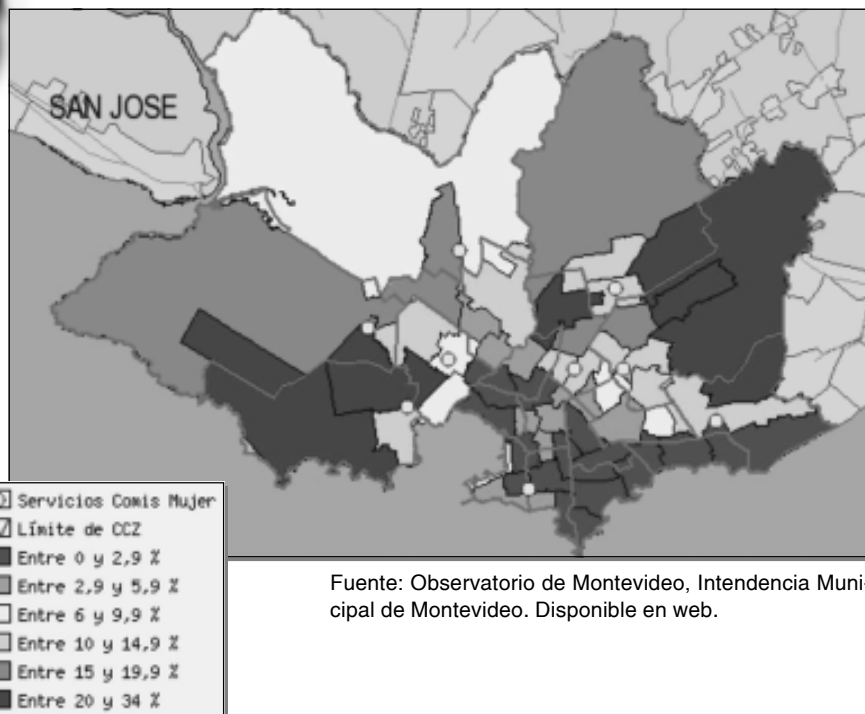 SAN JOSE
Servicios Comis Mujer
Límite de CCZ
Entre 0 y 2,9 %
Entre 2,9 y 5,9 %
Entre 6 y 9,9 %
Entre 10 y 14,9 %
Entre 15 y 19,9 %
Entre 20 y 34 %
Fuente: Observatorio de Montevideo, Intendencia Muni-
cipal de Montevideo. Disponible en web.